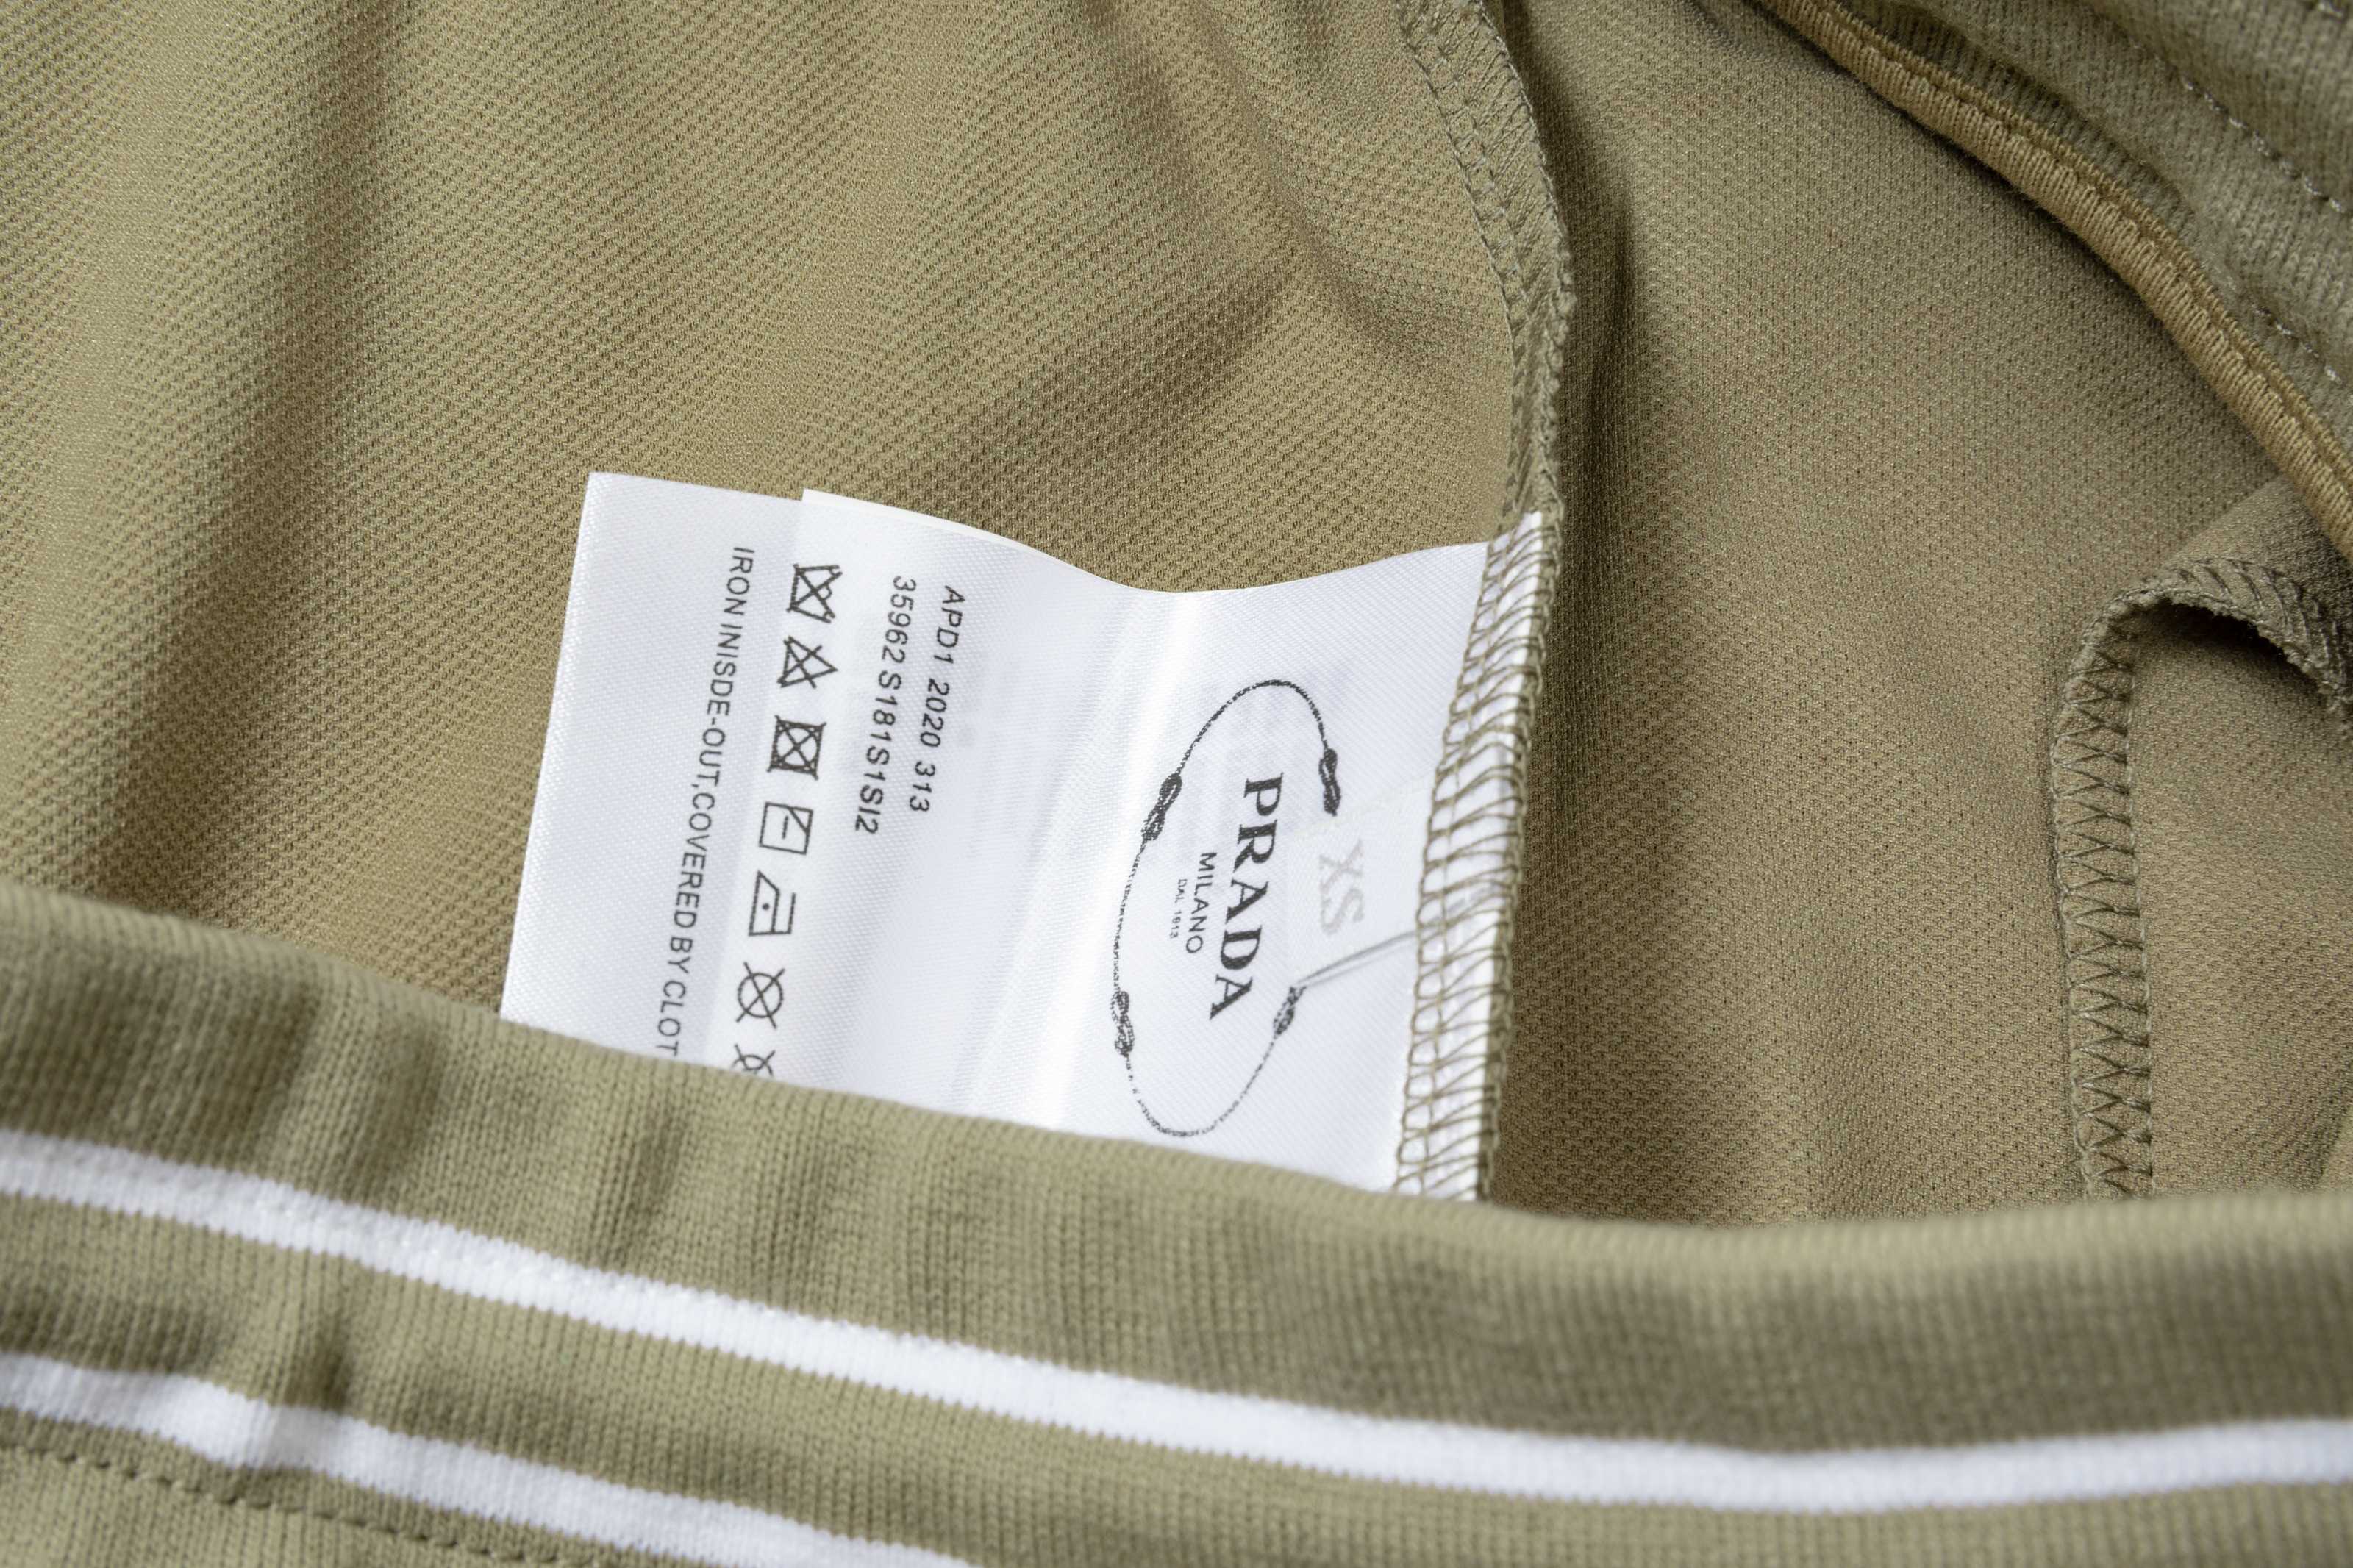 XS
PRADA
MILANO
DAL 1913
APD1 2020 313
35962 S181S1SI2
IRON INISDE-OUT,COVERED BY CLOT